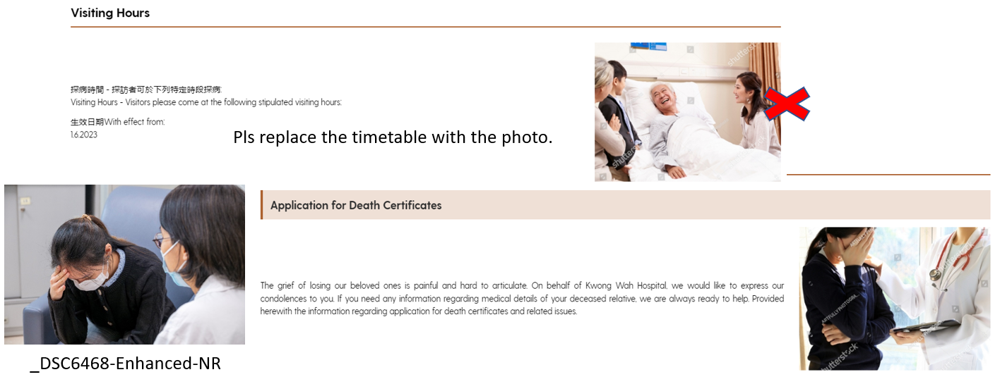 Visiting Hours
探病時間 - 探訪者可於下列特定時段探病:
Visiting Hours - Visitors please come at the following stipulated visiting hours:
生效日期With effect from:
1.6.2023
Pls replace the timetable with the photo.
shutterstock
shutterstock
Application for Death Certificates
The grief of losing our beloved ones is painful and hard to articulate. On behalf of Kwong Wah Hospital, we would like to express our
condolences to you. If you need any information regarding medical details of your deceased relative, we are always ready to help. Provided
herewith the information regarding application for death certificates and related issues.
shutterstock
_DSC6468-Enhanced-NR